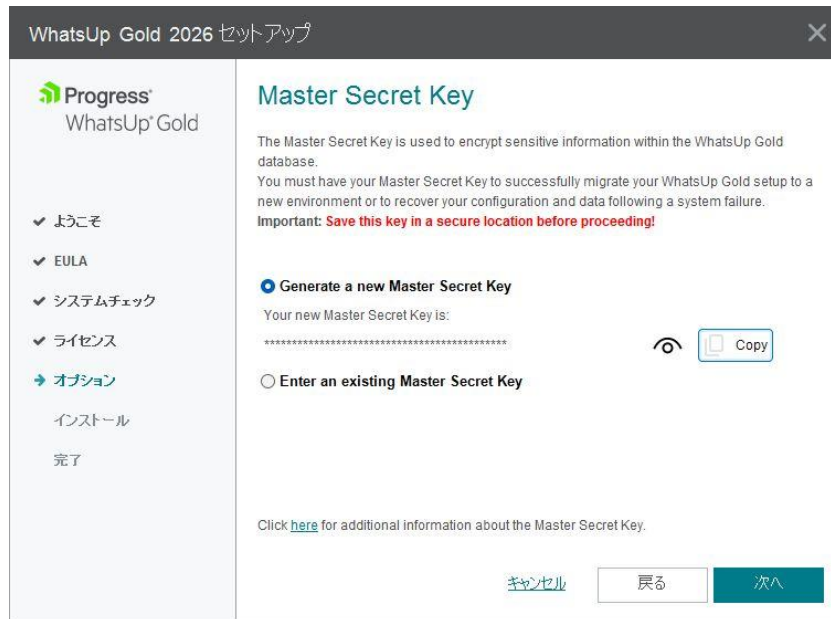 WhatsUp Gold 2026 セットアップ
Progress®
WhatsUp® Gold
ようこそ
EULA
システムチェック
ライセンス
オプション
インストール
完了
Master Secret Key
The Master Secret Key is used to encrypt sensitive information within the WhatsUp Gold
database.
You must have your Master Secret Key to successfully migrate your WhatsUp Gold setup to a
new environment or to recover your configuration and data following a system failure.
Important: Save this key in a secure location before proceeding!
Generate a new Master Secret Key
Your new Master Secret Key is:
********************************************
Copy
Enter an existing Master Secret Key
Click here for additional information about the Master Secret Key.
キャンセル
戻る
次へ